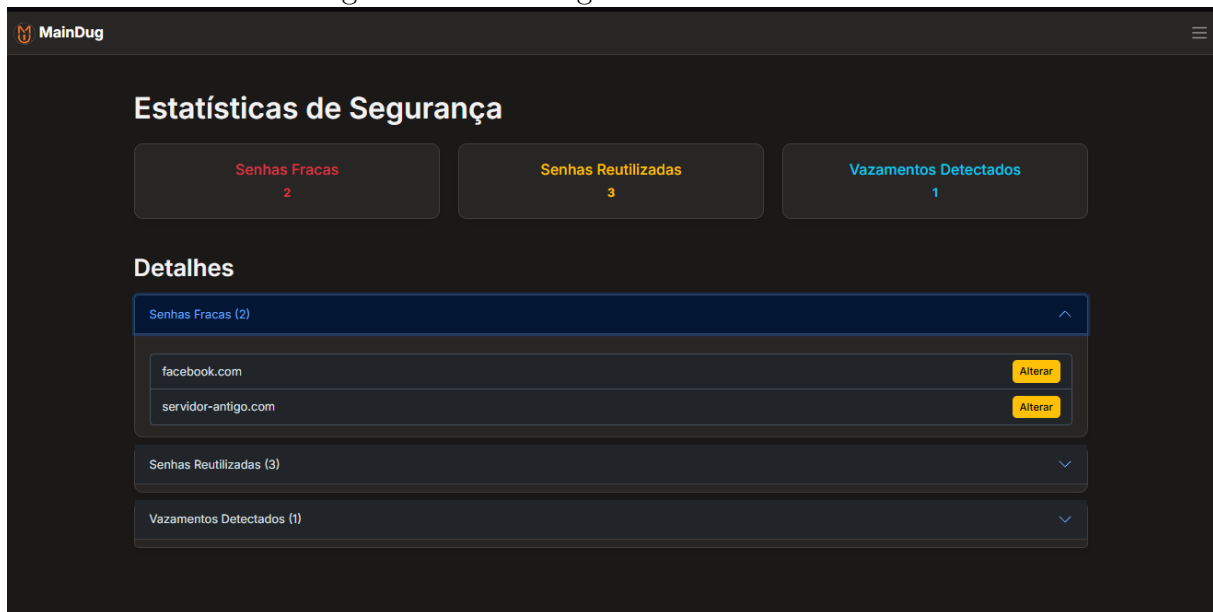 MainDug
Estatísticas de Segurança
Senhas Fracas
2
Senhas Reutilizadas
3
Vazamentos Detectados
1
Detalhes
Senhas Fracas (2)
facebook.com
Alterar
servidor-antigo.com
Alterar
Senhas Reutilizadas (3)
Vazamentos Detectados (1)